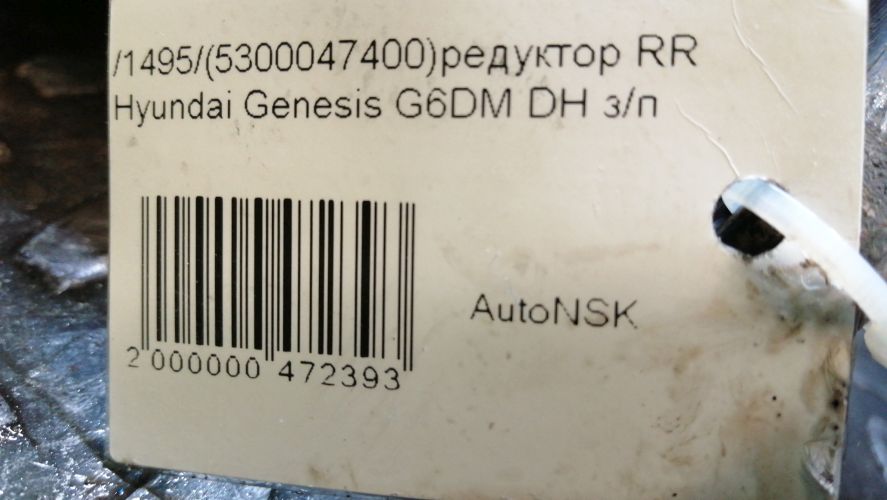 /1495/(5300047400)редуктор RR
Hyundai Genesis G6DM DH з/п
AutoNSK
2 000000 472393